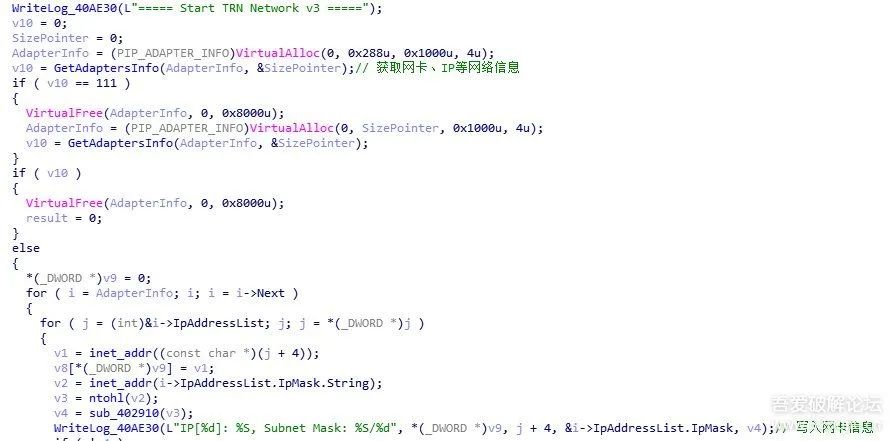 WriteLog_40AE30(L"===== Start TRN Network v3 =====");
v10 = 0;
SizePointer = 0;
AdapterInfo = (PIP_ADAPTER_INFO)VirtualAlloc(0, 0x288u, 0x1000u, 4u);
v10 = GetAdaptersInfo(AdapterInfo, &SizePointer);// 获取网卡、IP等网络信息
if ( v10 == 111 )
{
VirtualFree(AdapterInfo, 0, 0x8000u);
AdapterInfo = (PIP_ADAPTER_INFO)VirtualAlloc(0, SizePointer, 0x1000u, 4u);
v10 = GetAdaptersInfo(AdapterInfo, &SizePointer);
}
if ( v10 )
{
VirtualFree(AdapterInfo, 0, 0x8000u);
result = 0;
}
else
{
*(_DWORD *)v9 = 0;
for ( i = AdapterInfo; i; i = i->Next )
{
for ( j = (int)&i->IpAddressList; j; j = *(_DWORD *)j )
{
v1 = inet_addr((const char *)(j + 4));
v8[*(_DWORD *)v9] = v1;
v2 = inet_addr(i->IpAddressList.IpMask.String);
v3 = ntohl(v2);
v4 = sub_402910(v3);
WriteLog_40AE30(L"IP[%d]: %S, Subnet Mask: %S/%d", *(_DWORD *)v9, j + 4, &i->IpAddressList.IpMask, v4);// 写入网卡信息
吾爱破解论坛